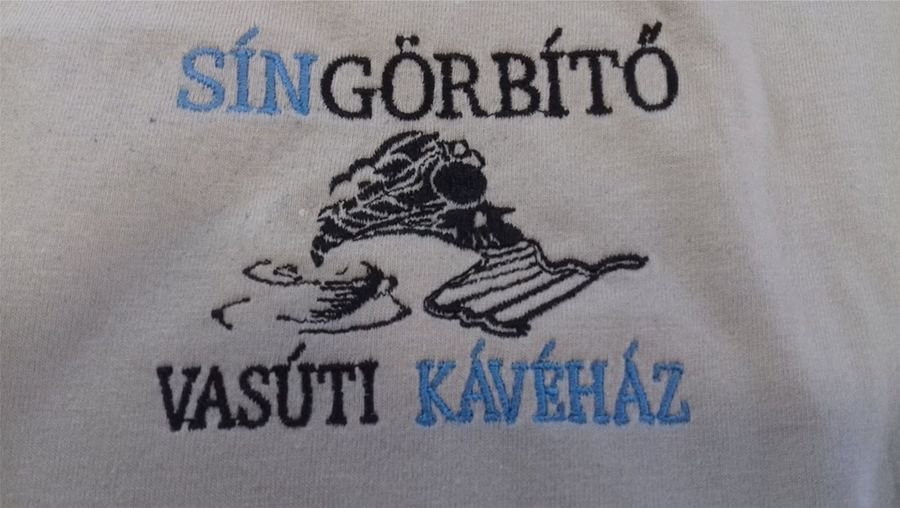 SÍNGÖRBÍTŐ
VASÚTI KÁVÉHÁZ